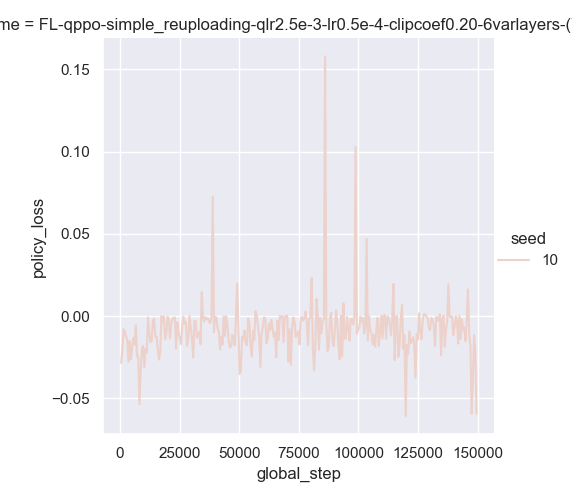 me = FL-qppo-simple_reuploading-qlr2.5e-3-lr0.5e-4-clipcoef0.20-6varlayers-(
0.15
0.10
0.05
0.00
−0.05
policy_loss
seed
10
0 25000 50000 75000 100000 125000 150000
global_step